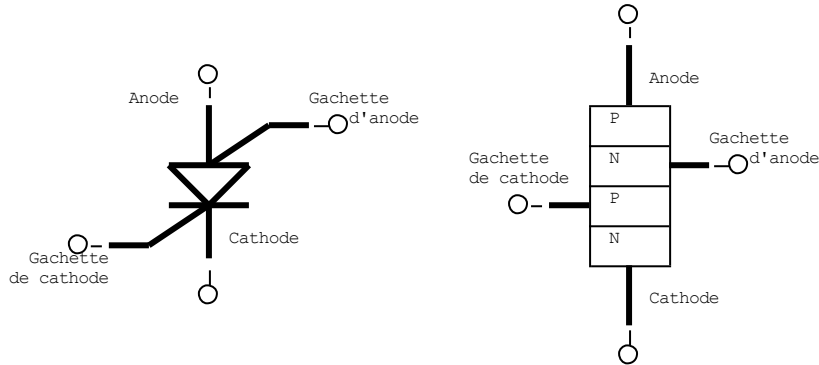 Anode
Gachette
d'anode
Cathode
Gachette
de cathode
Anode
P
N
P
N
Gachette
d'anode
Gachette
de cathode
Cathode